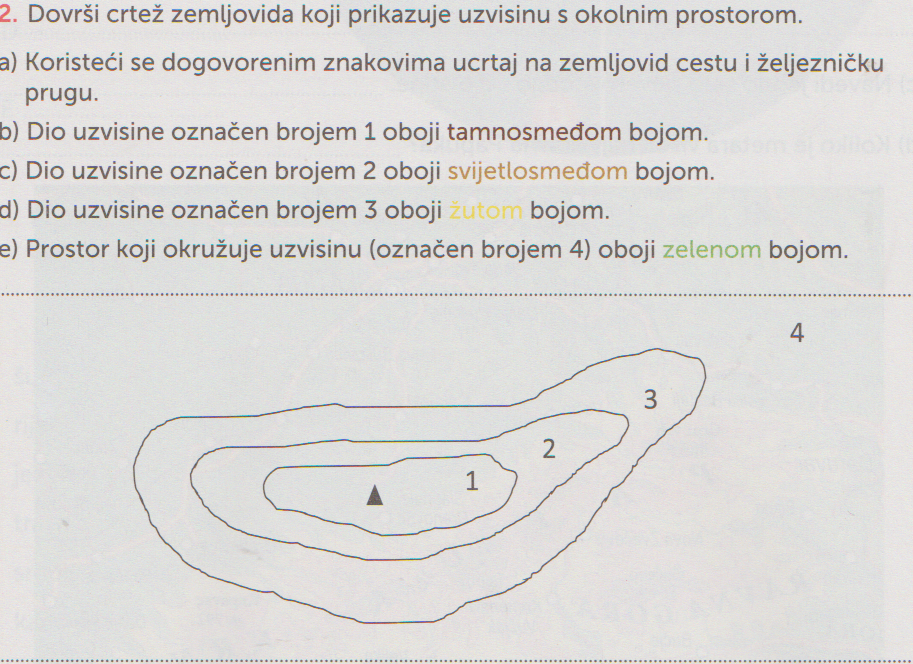 2. Dovrši crtež zemljovida koji prikazuje uzvisinu s okolnim prostorom.
a) Koristeći se dogovorenim znakovima ucrtaj na zemljovid cestu i željezničku
prugu.
b) Dio uzvisine označen brojem 1 oboji tamnosmeđom bojom.
c) Dio uzvisine označen brojem 2 oboji svijetlosmeđom bojom.
d) Dio uzvisine označen brojem 3 oboji žutom bojom.
e) Prostor koji okružuje uzvisinu (označen brojem 4) oboji zelenom bojom.
4
3
2
1